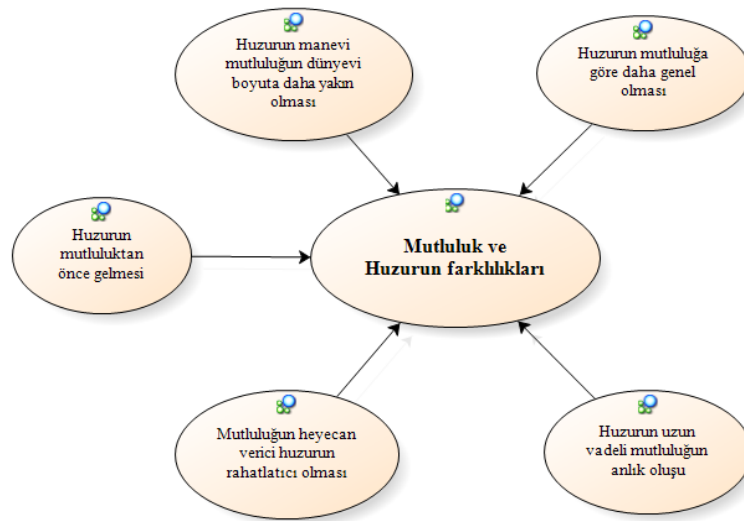 Huzurun manevi
mutluluğun dünyevi
boyuta daha yakın
olması
Huzurun mutluluğa
göre daha genel
olması
Huzurun
mutluluktan
önce gelmesi
Mutluluk ve
Huzurun farklılıkları
Mutluluğun heyecan
verici huzurun
rahatlatıcı olması
Huzurun uzun
vadeli mutluluğun
anlık oluşu